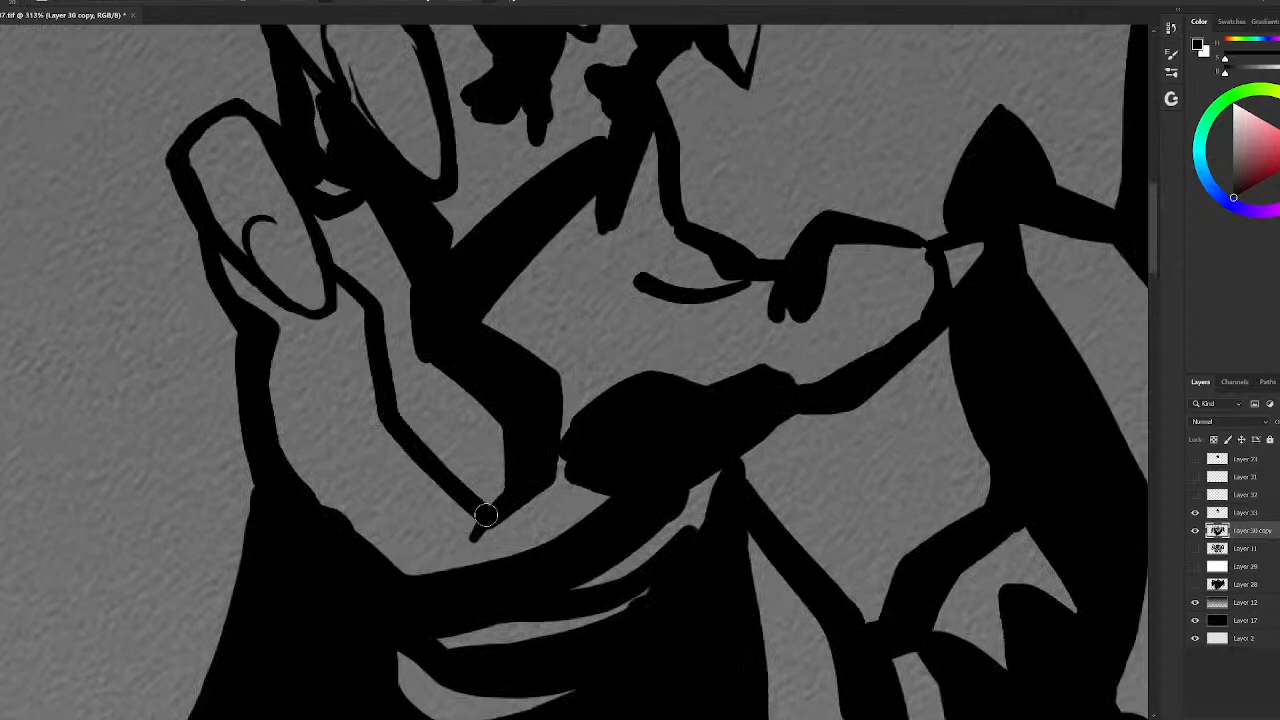 7.tif @ 313% (Layer 30 copy, RGB/8) *
Color Swatches Gradients
H
S
B
Layers Channels Paths
Kind
Normal
Lock:
Layer 23
Layer 31
Layer 32
Layer 33
Layer 30 copy
Layer 11
Layer 29
Layer 28
Layer 12
Layer 17
Layer 2